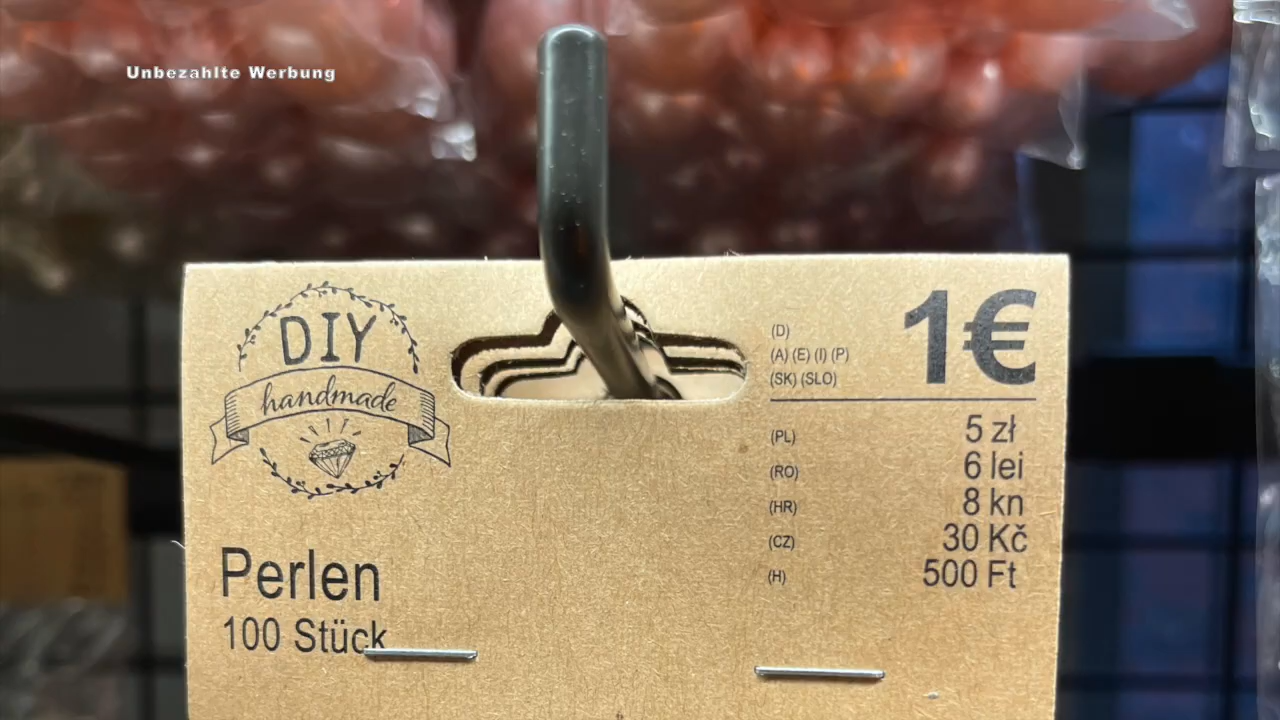 Unbezahlte Werbung
DIY
handmade
Perlen
100 Stück
(D)
(A) (E) (I) (P)
(SK) (SLO)
1€
(PL) 5 zł
(RO) 6 lei
(HR) 8 kn
(CZ) 30 Kč
(H) 500 Ft